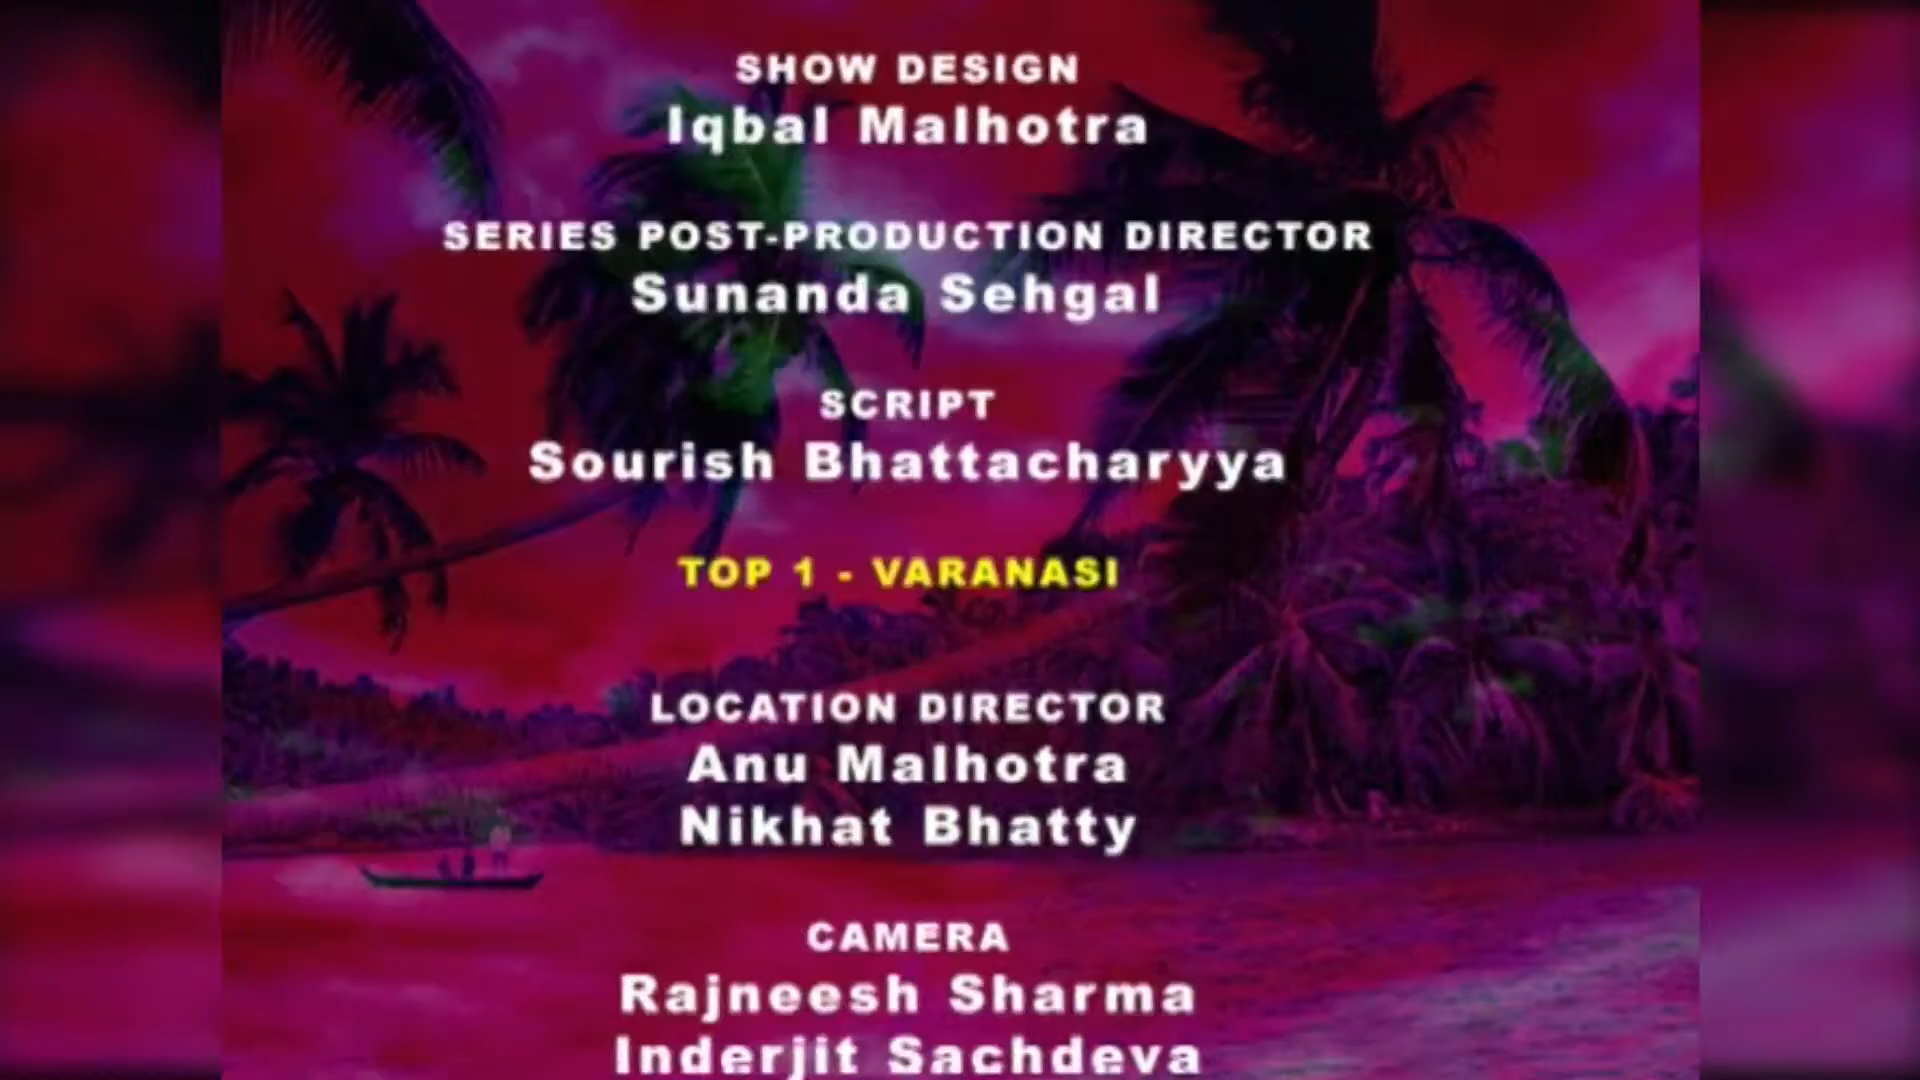 SHOW DESIGN
Iqbal Malhotra
SERIES POST-PRODUCTION DIRECTOR
Sunanda Sehgal
SCRIPT
Sourish Bhattacharyya
TOP 1 - VARANASI
LOCATION DIRECTOR
Anu Malhotra
Nikhat Bhatty
CAMERA
Rajneesh Sharma
Inderjit Sachdeva